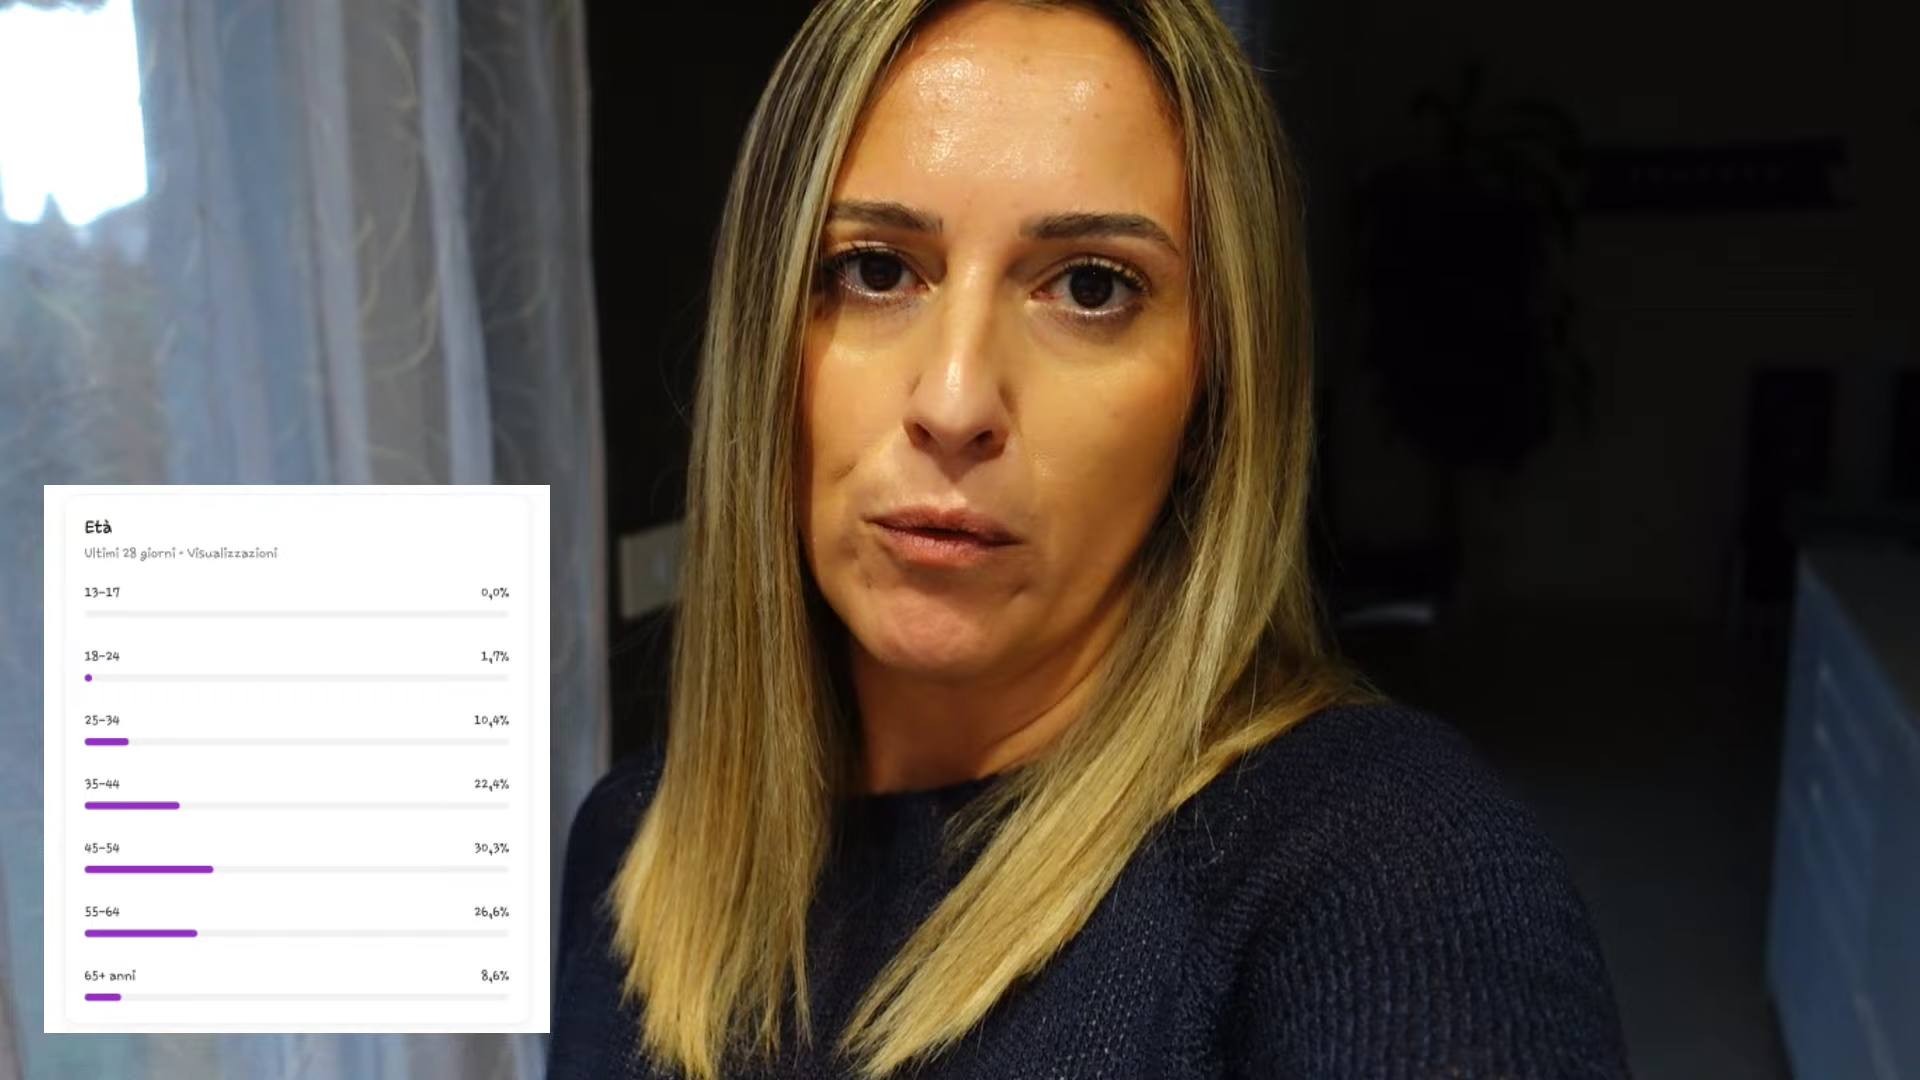 Età
Ultimi 28 giorni • Visualizzazioni
13-17 0,0%
18-24 1,7%
25-34 10,4%
35-44 22,4%
45-54 30,3%
55-64 26,6%
65+ anni 8,6%